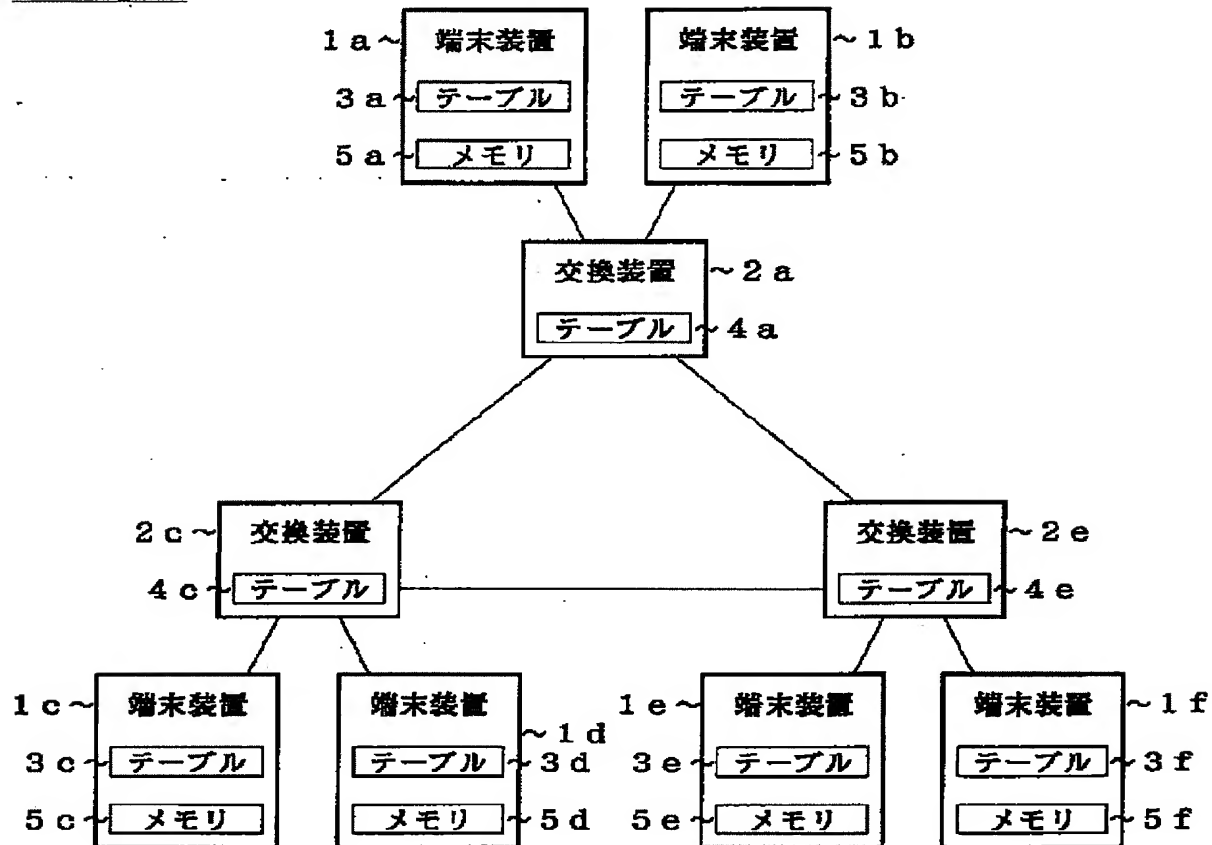 1a～ 端末装置 端末装置 ～1b
3a～ テーブル テーブル ～3b
5a～ メモリ メモリ ～5b
交換装置 ～2a
テーブル ～4a
2c～ 交換装置 交換装置 ～2e
4c～ テーブル テーブル ～4e
1c～ 端末装置 端末装置 1e～ 端末装置 端末装置 ～1f
～1d
3c～ テーブル テーブル ～3d 3e～ テーブル テーブル ～3f
5c～ メモリ メモリ ～5d 5e～ メモリ メモリ ～5f